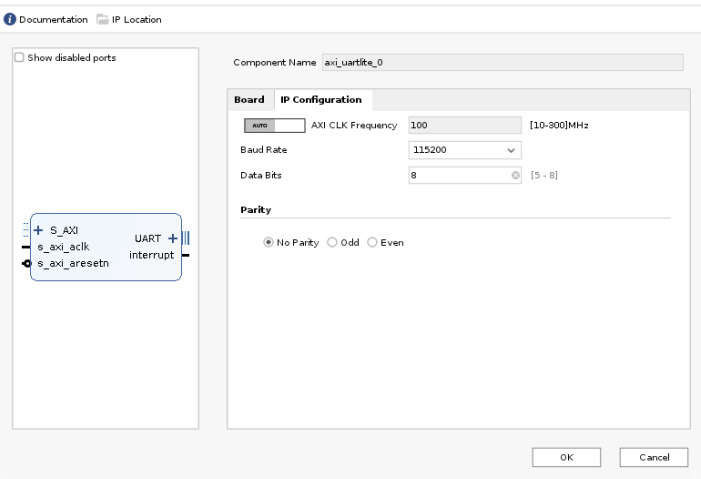 Documentation IP Location
Show disabled ports
Component Name axi_uartlite_0
Board IP Configuration
AUTO AXI CLK Frequency 100 [10-300]MHz
Baud Rate 115200
Data Bits 8 [5 - 8]
Parity
No Parity Odd Even
S_AXI
s_axi_aclk
s_axi_aresetn
UART
interrupt
OK Cancel